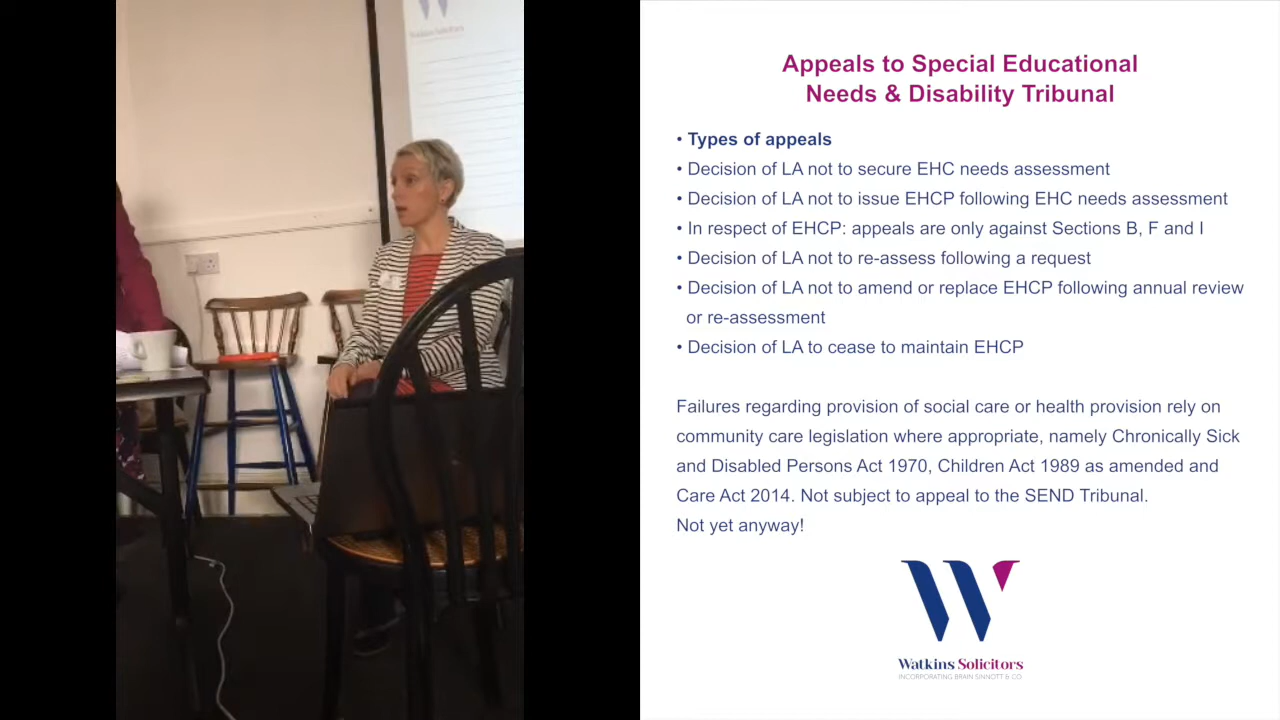 Watkins Solicitors
Appeals to Special Educational
Needs & Disability Tribunal
• Types of appeals
• Decision of LA not to secure EHC needs assessment
• Decision of LA not to issue EHCP following EHC needs assessment
• In respect of EHCP: appeals are only against Sections B, F and I
• Decision of LA not to re-assess following a request
• Decision of LA not to amend or replace EHCP following annual review
or re-assessment
• Decision of LA to cease to maintain EHCP
Failures regarding provision of social care or health provision rely on
community care legislation where appropriate, namely Chronically Sick
and Disabled Persons Act 1970, Children Act 1989 as amended and
Care Act 2014. Not subject to appeal to the SEND Tribunal.
Not yet anyway!
W
Watkins Solicitors
INCORPORATING BRAIN SINNOTT & CO